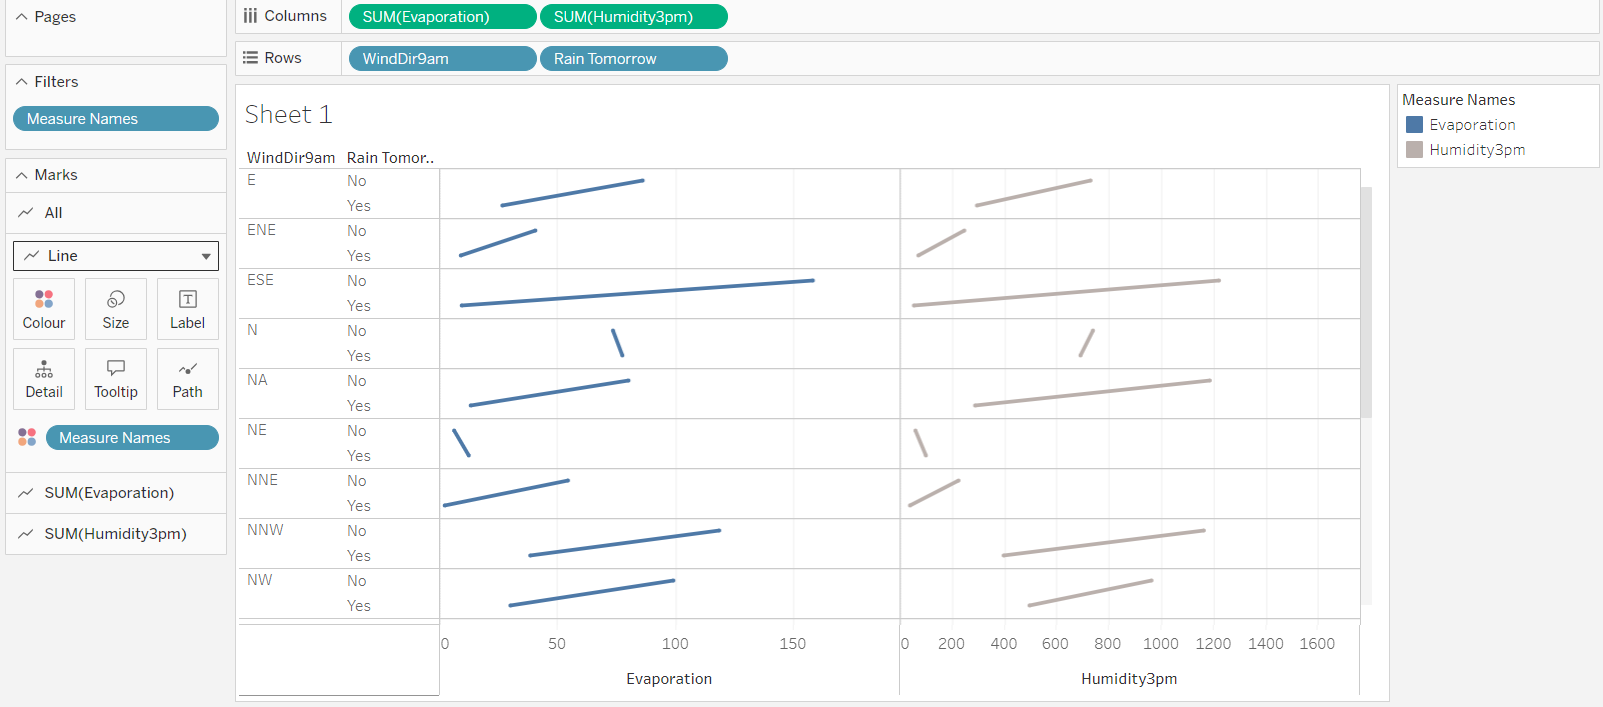 Pages
Columns
SUM(Evaporation)
SUM(Humidity3pm)
Rows
WindDir9am
Rain Tomorrow
Filters
Measure Names
Marks
All
Line
Colour
Size
Label
Detail
Tooltip
Path
Measure Names
SUM(Evaporation)
SUM(Humidity3pm)
Sheet 1
WindDir9am Rain Tomor..
E No
Yes
ENE No
Yes
ESE No
Yes
N No
Yes
NA No
Yes
NE No
Yes
NNE No
Yes
NNW No
Yes
NW No
Yes
0 50 100 150
0 200 400 600 800 1000 1200 1400 1600
Evaporation
Humidity3pm
Measure Names
Evaporation
Humidity3pm